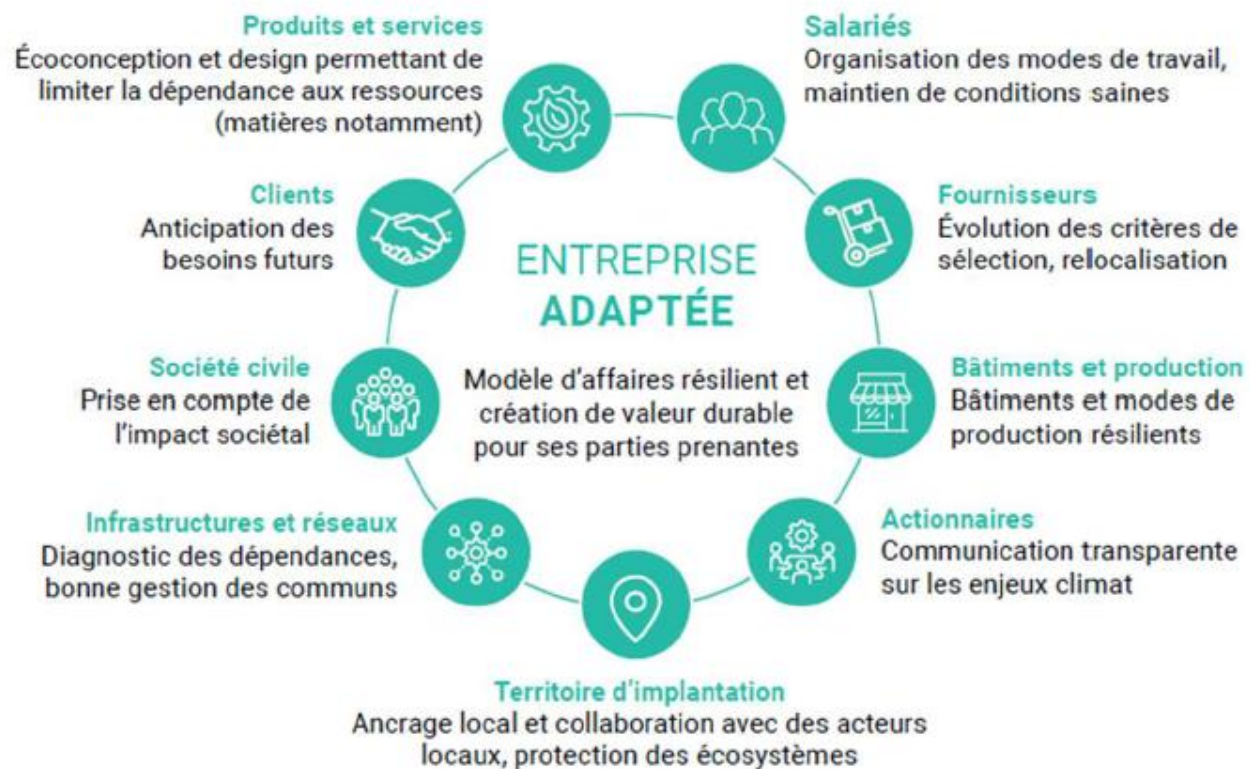 Produits et services
Écoconception et design permettant de
limiter la dépendance aux ressources
(matières notamment)
Salariés
Organisation des modes de travail,
maintien de conditions saines
Clients
Anticipation des
besoins futurs
Fournisseurs
Évolution des critères de
sélection, relocalisation
ENTREPRISE
ADAPTÉE
Modèle d'affaires résilient et
création de valeur durable
pour ses parties prenantes
Société civile
Prise en compte de
l'impact sociétal
Bâtiments et production
Bâtiments et modes de
production résilients
Infrastructures et réseaux
Diagnostic des dépendances,
bonne gestion des communs
Actionnaires
Communication transparente
sur les enjeux climat
Territoire d'implantation
Ancrage local et collaboration avec des acteurs
locaux, protection des écosystèmes